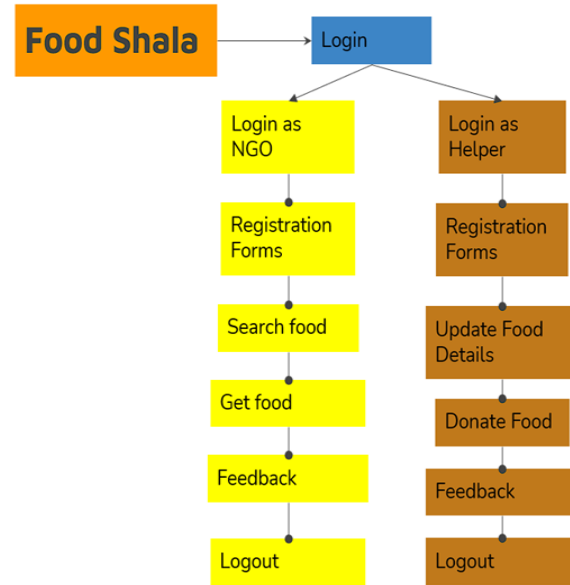 Food Shala
Login
Login as
NGO
Registration
Forms
Search food
Get food
Feedback
Logout
Login as
Helper
Registration
Forms
Update Food
Details
Donate Food
Feedback
Logout